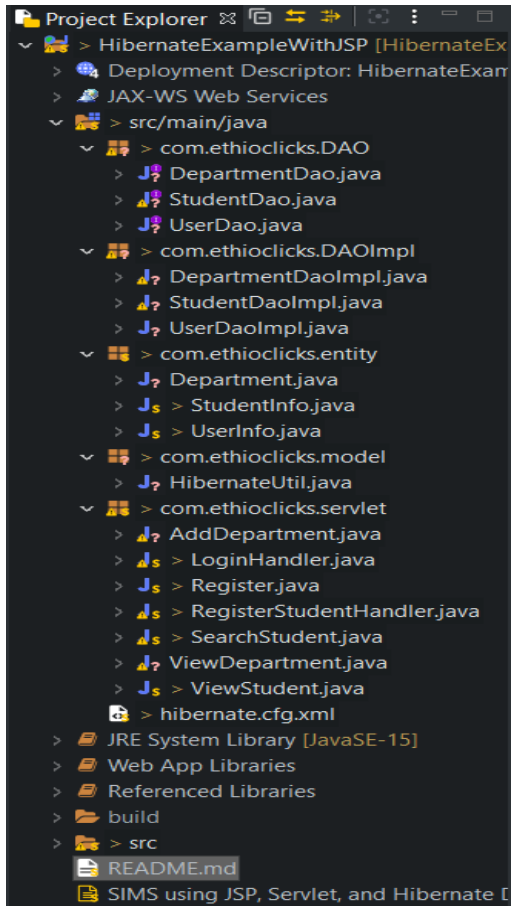 Project Explorer
> HibernateExampleWithJSP [HibernateEx
Deployment Descriptor: HibernateExam
JAX-WS Web Services
> src/main/java
> com.ethioclicks.DAO
DepartmentDao.java
StudentDao.java
UserDao.java
> com.ethioclicks.DAOImpl
DepartmentDaoImpl.java
StudentDaoImpl.java
UserDaoImpl.java
> com.ethioclicks.entity
Department.java
> StudentInfo.java
> UserInfo.java
> com.ethioclicks.model
HibernateUtil.java
> com.ethioclicks.servlet
AddDepartment.java
> LoginHandler.java
> Register.java
> RegisterStudentHandler.java
> SearchStudent.java
ViewDepartment.java
> ViewStudent.java
> hibernate.cfg.xml
JRE System Library [JavaSE-15]
Web App Libraries
Referenced Libraries
build
> src
README.md
SIMS using JSP, Servlet, and Hibernate